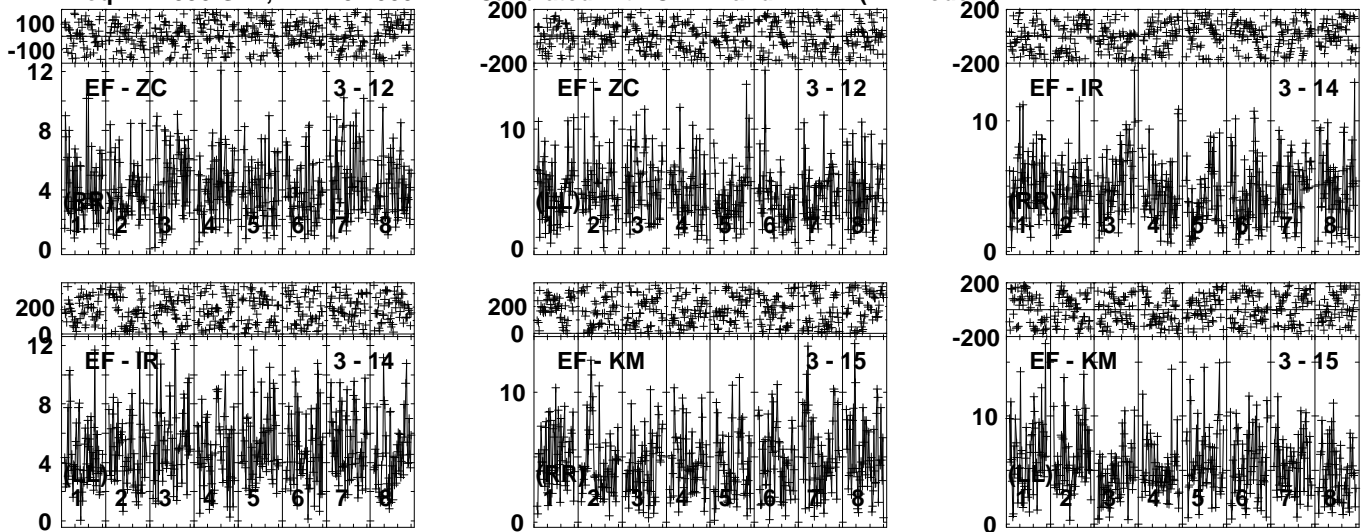 100 200 200
-100 -200 -200
12 EF - ZC 3 - 12 EF - ZC 3 - 12 EF - IR 3 - 14
8 10 10
4
(RR) (LL) (RR)
1 2 3 4 5 6 7 8 1 2 3 4 5 6 7 8 1 2 3 4 5 6 7 8
0 0 0
200 200 200
0 0 -200
12 EF - IR 3 - 14 EF - KM 3 - 15 EF - KM 3 - 15
8 10 10
4
(LL) (RR) (LL)
1 2 3 4 5 6 7 8 1 2 3 4 5 6 7 8 1 2 3 4 5 6 7 8
0 0 0